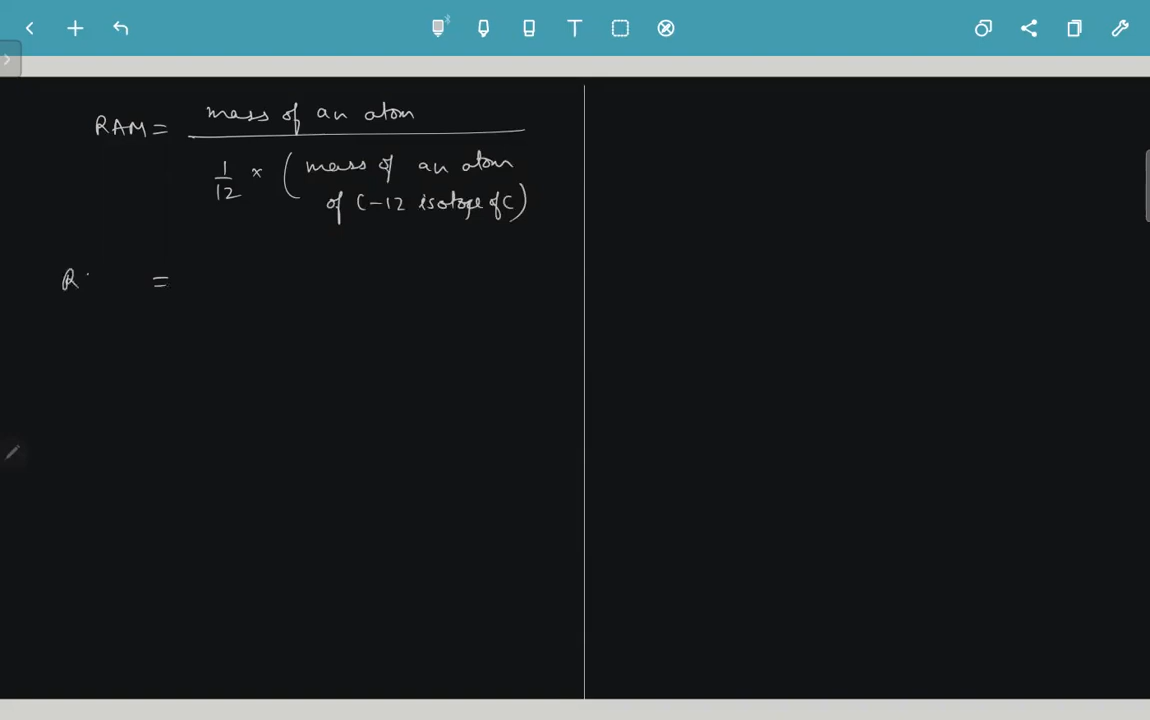 RAM = mass of an atom
1/12 × (mass of an atom
of C-12 isotope of C)
R =